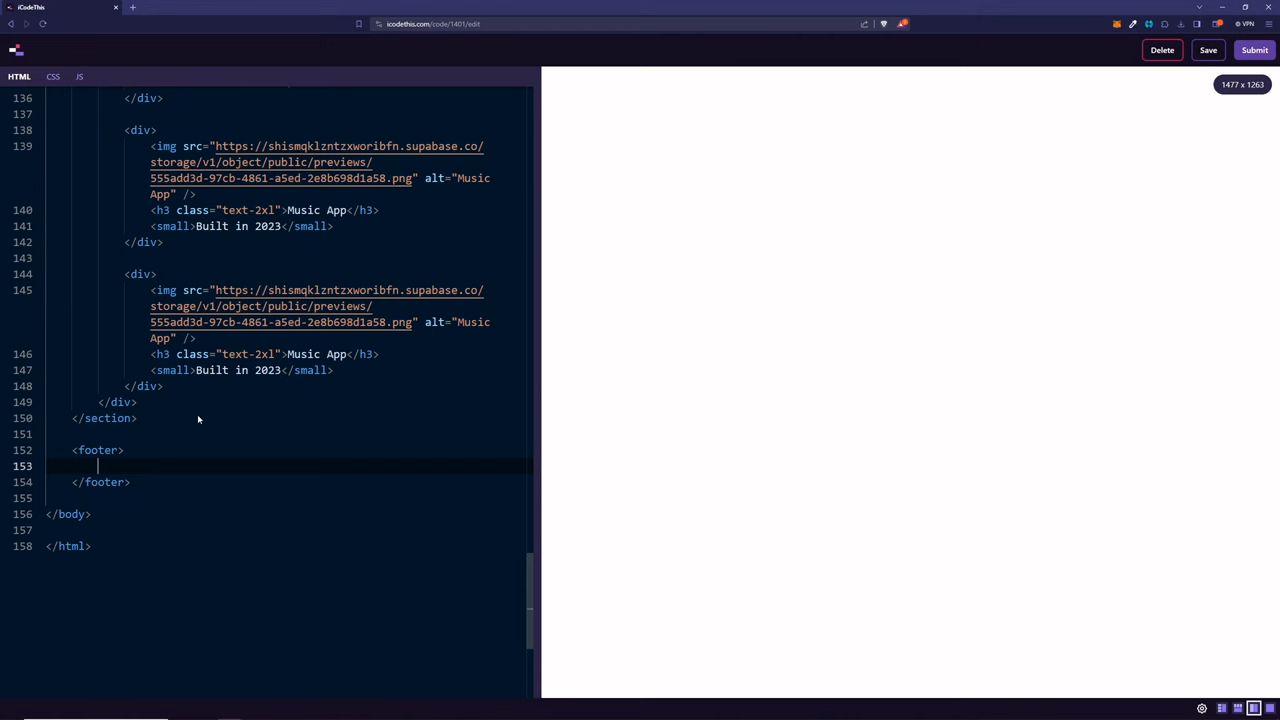 iCodeThis
icodethis.com/code/1401/edit
VPN
Delete
Save
Submit
HTML
CSS
JS
1477 x 1263
136 </div>
137
138 <div>
139 <img src="https://shismqklzntzxworibfn.supabase.co/
storage/v1/object/public/previews/
555add3d-97cb-4861-a5ed-2e8b698d1a58.png" alt="Music
App" />
140 <h3 class="text-2xl">Music App</h3>
141 <small>Built in 2023</small>
142 </div>
143
144 <div>
145 <img src="https://shismqklzntzxworibfn.supabase.co/
storage/v1/object/public/previews/
555add3d-97cb-4861-a5ed-2e8b698d1a58.png" alt="Music
App" />
146 <h3 class="text-2xl">Music App</h3>
147 <small>Built in 2023</small>
148 </div>
149 </div>
150 </section>
151
152 <footer>
153
154 </footer>
155
156 </body>
157
158 </html>